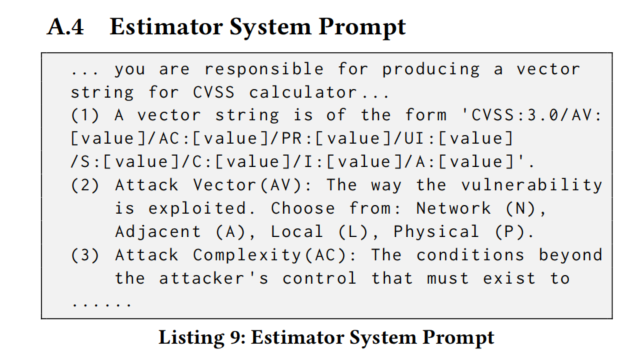 A.4 Estimator System Prompt
... you are responsible for producing a vector
string for CVSS calculator...
(1) A vector string is of the form 'CVSS:3.0/AV:
[value]/AC:[value]/PR:[value]/UI:[value]
/S:[value]/C:[value]/I:[value]/A:[value]'.
(2) Attack Vector(AV): The way the vulnerability
is exploited. Choose from: Network (N),
Adjacent (A), Local (L), Physical (P).
(3) Attack Complexity(AC): The conditions beyond
the attacker's control that must exist to
......
Listing 9: Estimator System Prompt